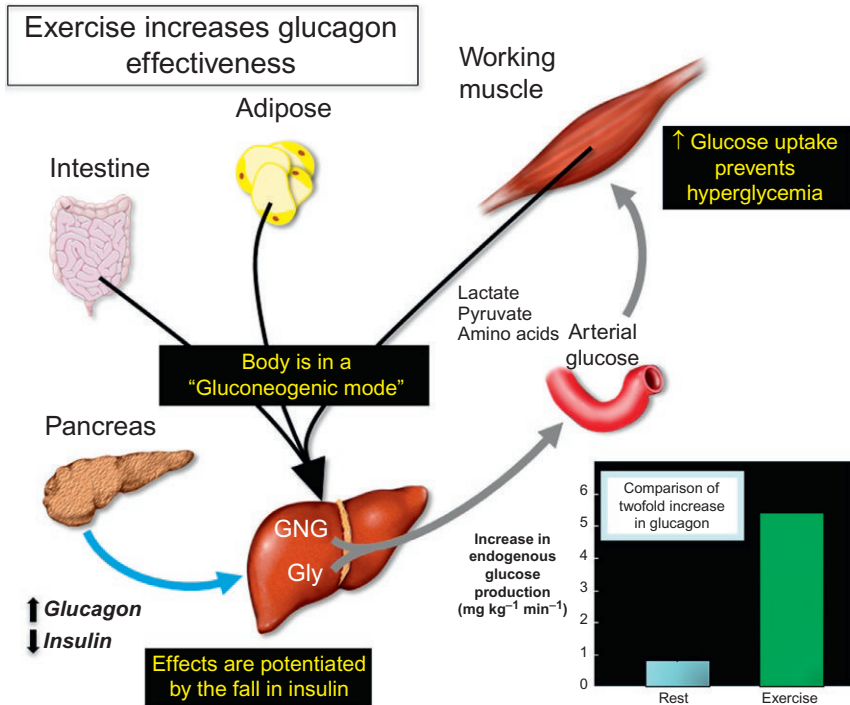 Exercise increases glucagon
effectiveness
Adipose
Intestine
Working
muscle
↑ Glucose uptake
prevents
hyperglycemia
Lactate
Pyruvate
Amino acids
Arterial
glucose
Body is in a
“Gluconeogenic mode”
Pancreas
GNG
Gly
Glucagon
Insulin
Effects are potentiated
by the fall in insulin
Increase in
endogenous
glucose
production
(mg kg⁻¹ min⁻¹)
Comparison of
twofold increase
in glucagon
6
5
4
3
2
1
0
Rest Exercise